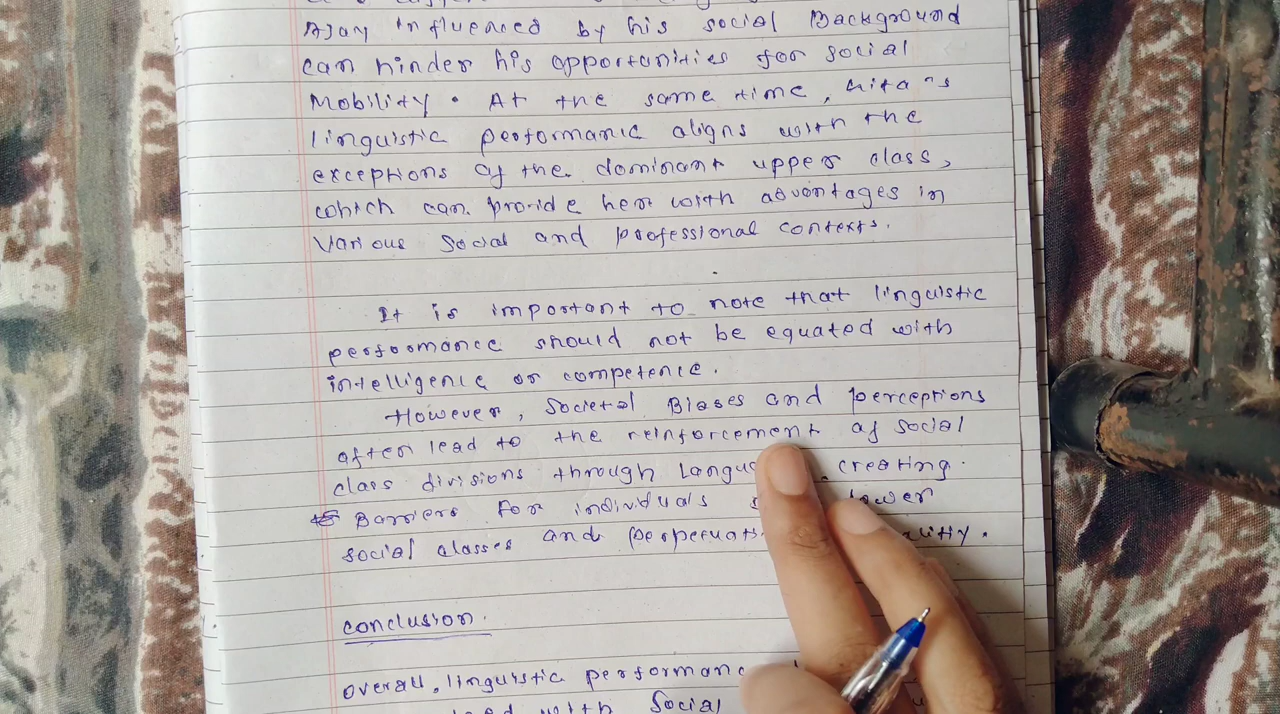 Ajay influenced by his social Background
can hinder his opportunities for social
Mobility. At the same time, Lita's
linguistic performance aligns with the
exceptions of the. dominant upper class,
which can. provide her with advantages in
Various social and professional contexts.
It is important to note that linguistic
performance should not be equated with
intelligence or competence.
However, Societal Biases and perceptions
often lead to the reinforcement of social
class divisions through creating.
Barriers For individuals lower
social classes and
conclusion.
overall, linguistic
with Social